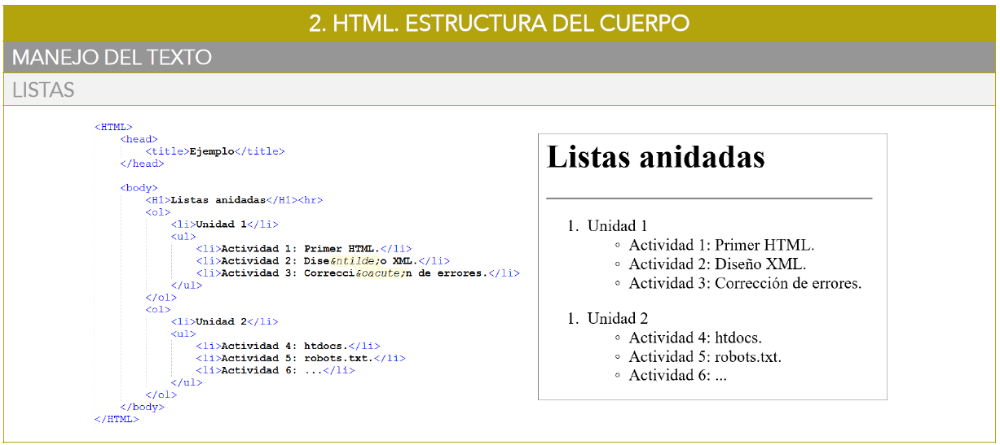 2. HTML. ESTRUCTURA DEL CUERPO
MANEJO DEL TEXTO
LISTAS
<HTML>
<head>
<title>Ejemplo</title>
</head>
<body>
<H1>Listas anidadas</H1><hr>
<ol>
<li>Unidad 1</li>
<ul>
<li>Actividad 1: Primer HTML.</li>
<li>Actividad 2: Dise&ntilde;o XML.</li>
<li>Actividad 3: Correcci&oacute;n de errores.</li>
</ul>
</ol>
<ol>
<li>Unidad 2</li>
<ul>
<li>Actividad 4: htdocs.</li>
<li>Actividad 5: robots.txt.</li>
<li>Actividad 6: ...</li>
</ul>
</ol>
</body>
</HTML>
Listas anidadas
1. Unidad 1
◦ Actividad 1: Primer HTML.
◦ Actividad 2: Diseño XML.
◦ Actividad 3: Corrección de errores.
1. Unidad 2
◦ Actividad 4: htdocs.
◦ Actividad 5: robots.txt.
◦ Actividad 6: ...